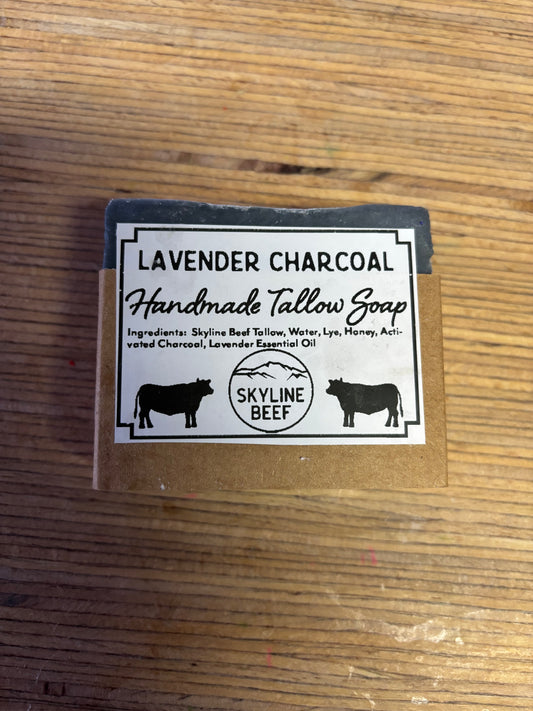 LAVENDER CHARCOAL
Handmade Tallow Soap
Ingredients: Skyline Beef Tallow, Water, Lye, Honey, Acti-
vated Charcoal, Lavender Essential Oil
SKYLINE
BEEF